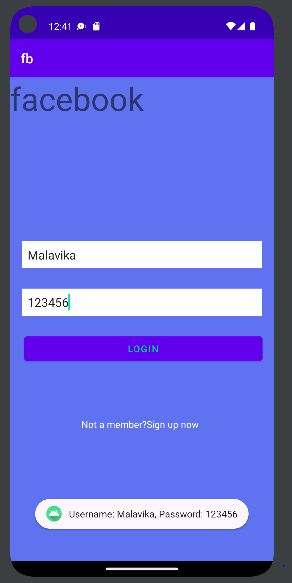 12:41
fb
facebook
Malavika
123456
LOGIN
Not a member?Sign up now
Username: Malavika, Password: 123456